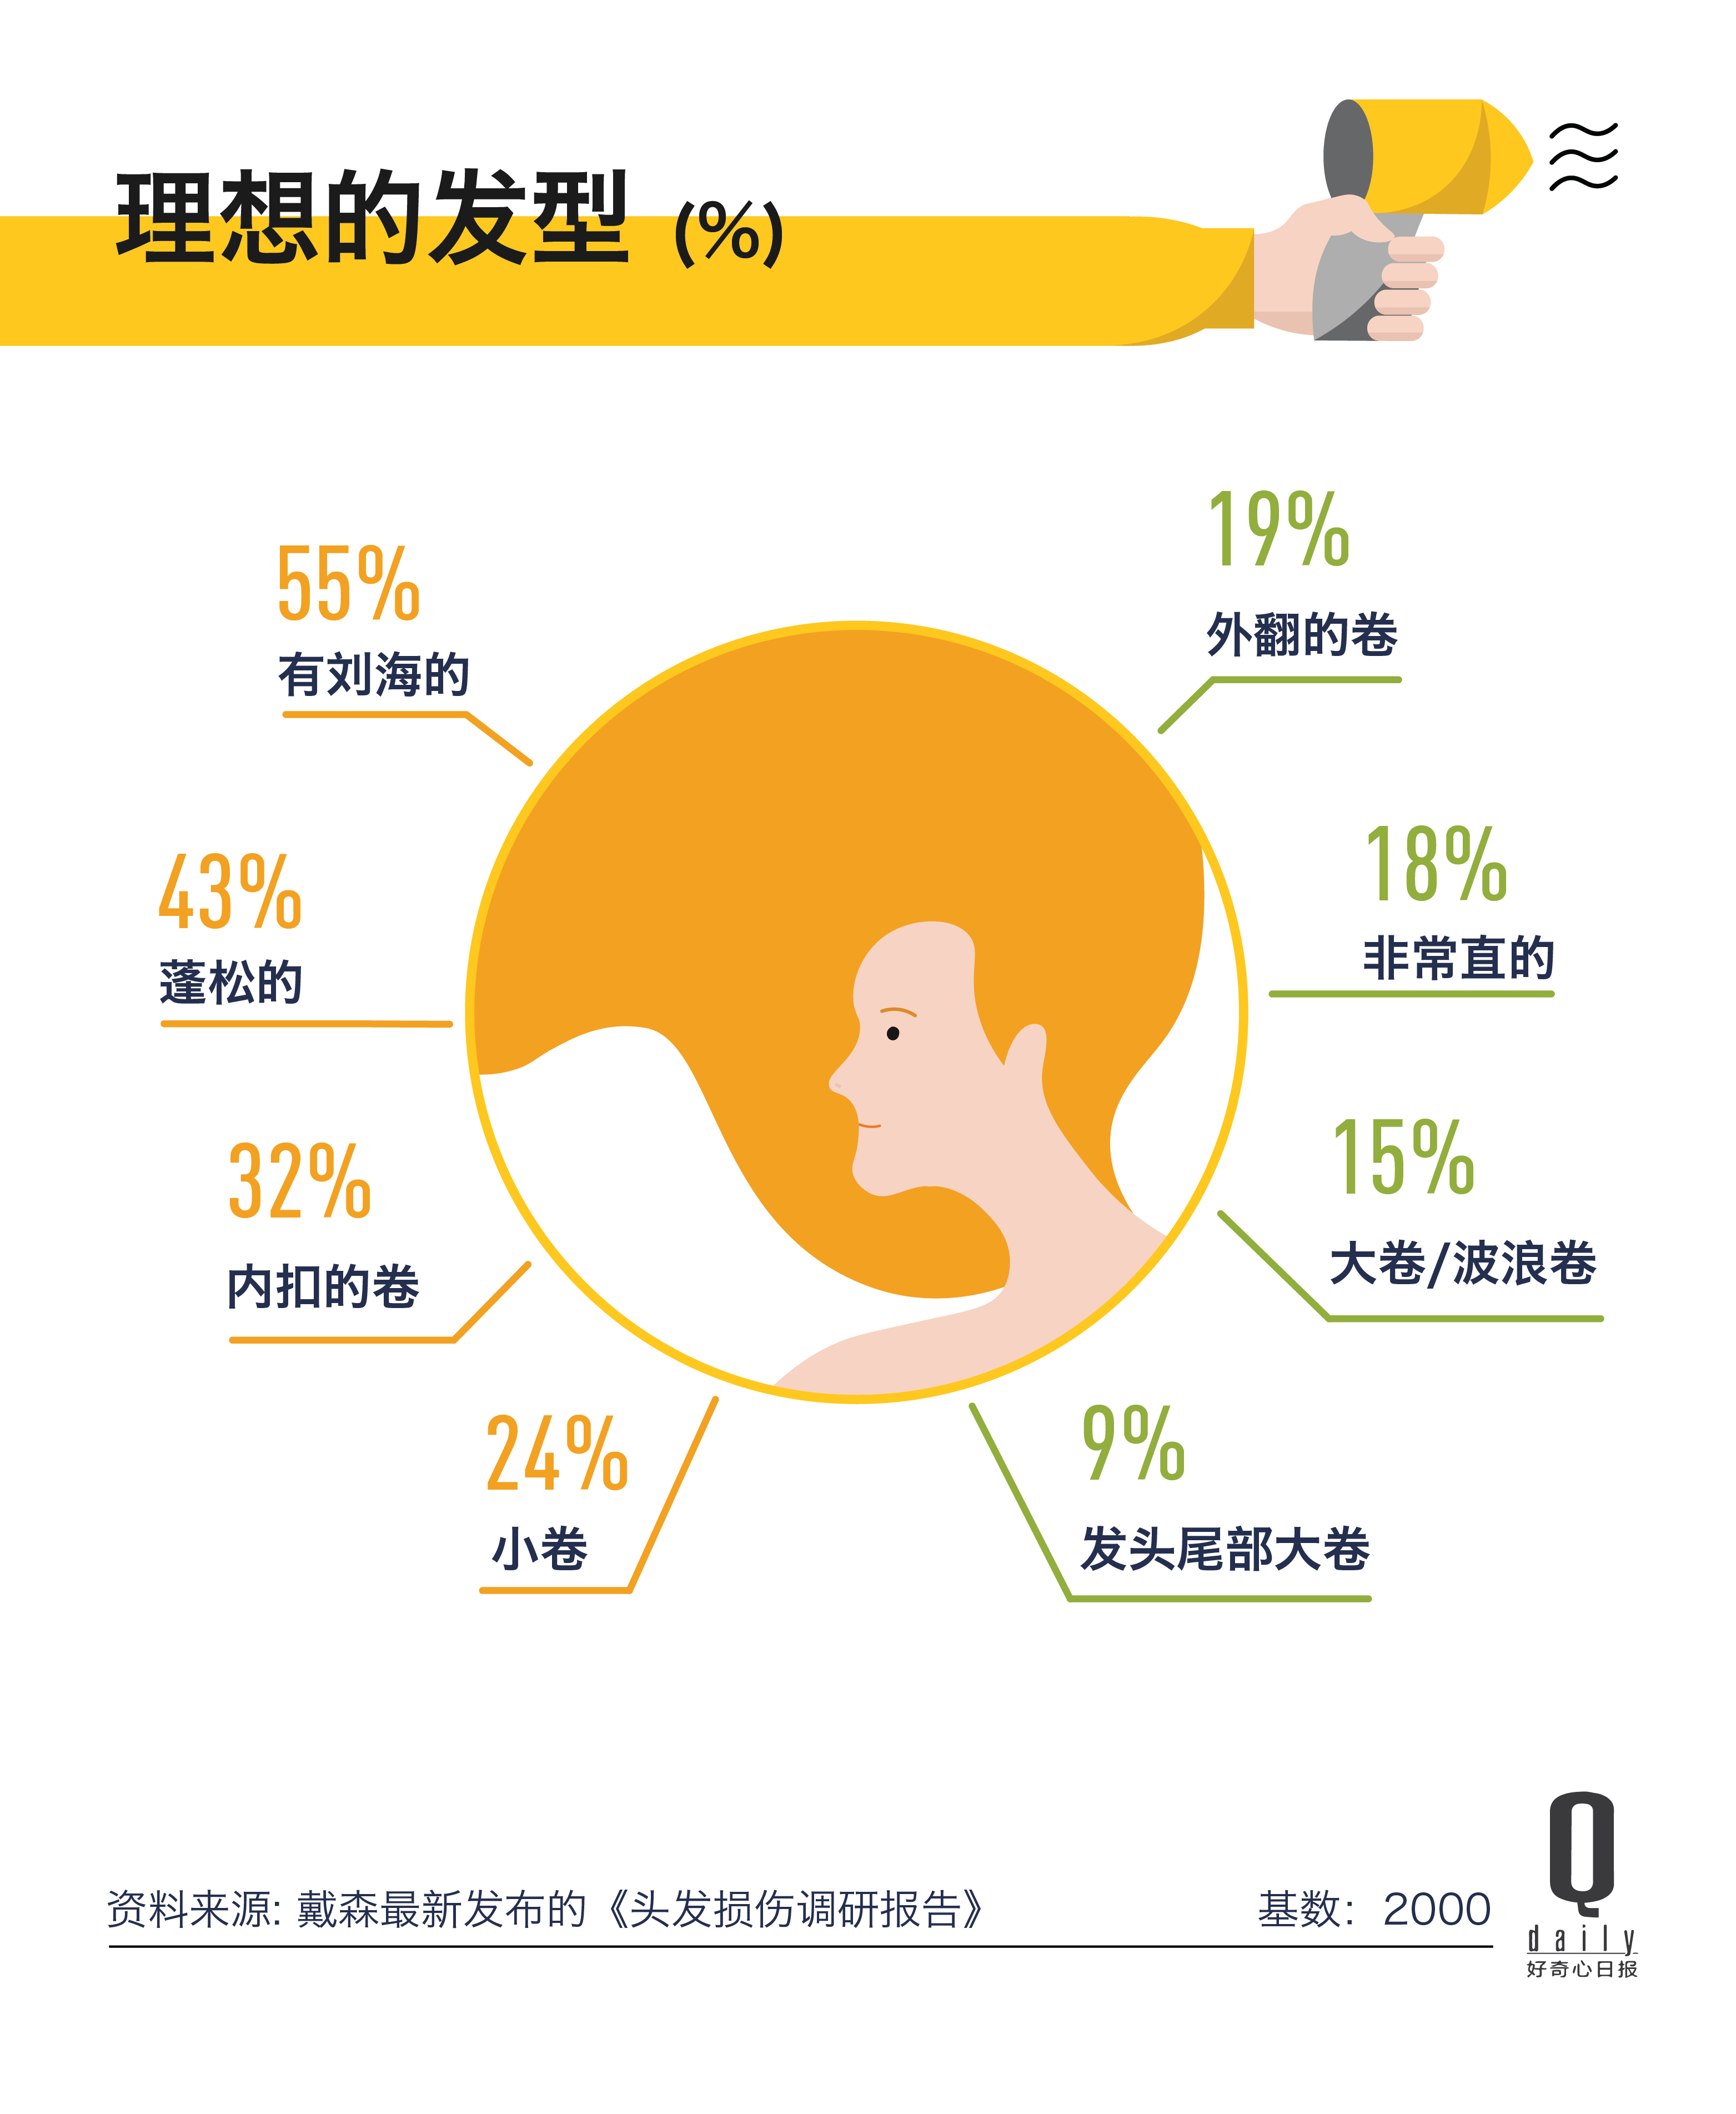 理想的发型 (%)
55%
有刘海的
43%
蓬松的
32%
内扣的卷
24%
小卷
19%
外翻的卷
18%
非常直的
15%
大卷/波浪卷
9%
发头尾部大卷
资料来源: 戴森最新发布的《头发损伤调研报告》
基数: 2000
Q
daily
好奇心日报